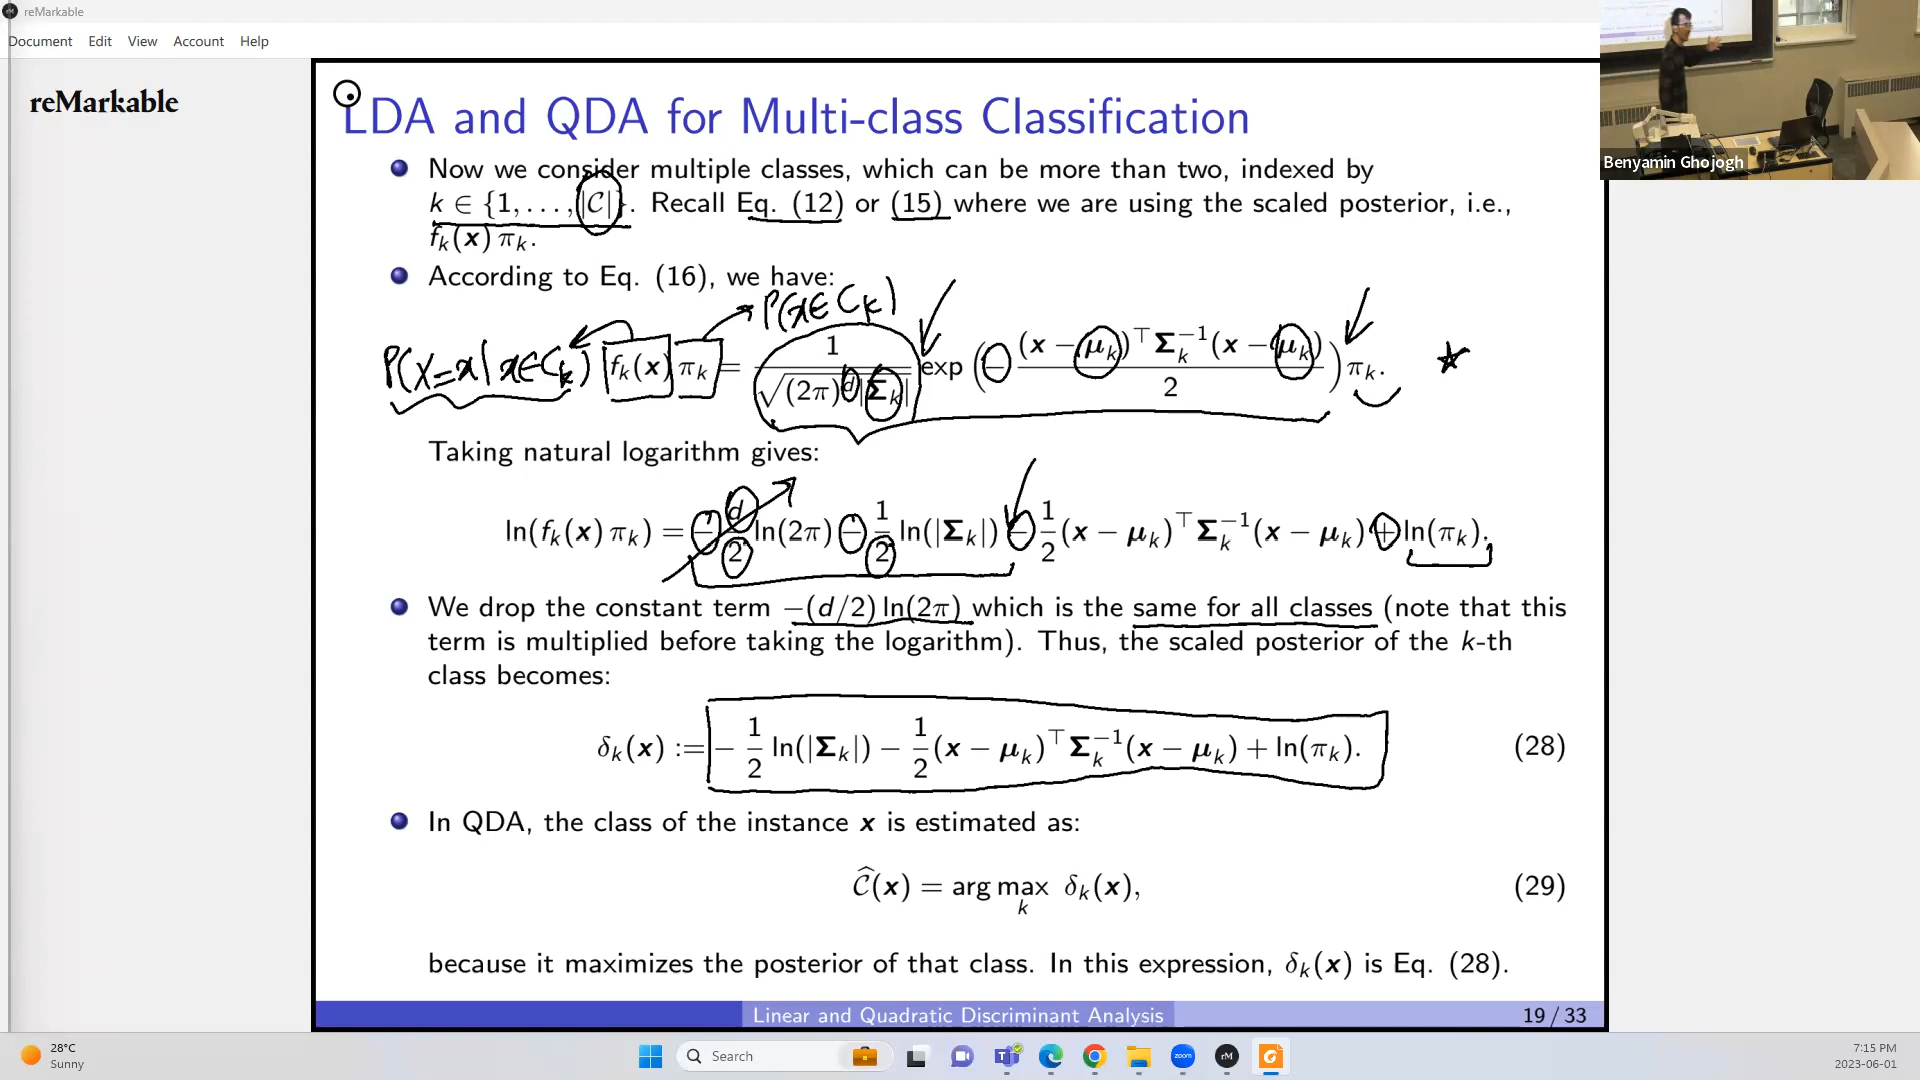 reMarkable
Document Edit View Account Help
reMarkable
Benyamin Ghojogh
LDA and QDA for Multi-class Classification
Now we consider multiple classes, which can be more than two, indexed by
k ∈ {1, . . . , |C|}. Recall Eq. (12) or (15) where we are using the scaled posterior, i.e.,
f_k(x) π_k.
According to Eq. (16), we have:
P(x ∈ C_k)
P(X=x | x ∈ C_k) f_k(x) π_k = 1/√((2π)^d |Σ_k|) exp ( − (x − μ_k)^⊤ Σ_k^{−1} (x − μ_k) / 2 ) π_k. ★
Taking natural logarithm gives:
ln(f_k(x) π_k) = − d/2 ln(2π) − 1/2 ln(|Σ_k|) − 1/2 (x − μ_k)^⊤ Σ_k^{−1} (x − μ_k) + ln(π_k).
We drop the constant term −(d/2) ln(2π) which is the same for all classes (note that this
term is multiplied before taking the logarithm). Thus, the scaled posterior of the k-th
class becomes:
δ_k(x) := − 1/2 ln(|Σ_k|) − 1/2 (x − μ_k)^⊤ Σ_k^{−1} (x − μ_k) + ln(π_k). (28)
In QDA, the class of the instance x is estimated as:
Ĉ(x) = arg max_k δ_k(x), (29)
because it maximizes the posterior of that class. In this expression, δ_k(x) is Eq. (28).
Linear and Quadratic Discriminant Analysis 19 / 33
28°C
Sunny
Search
zoom
rM
7:15 PM
2023-06-01